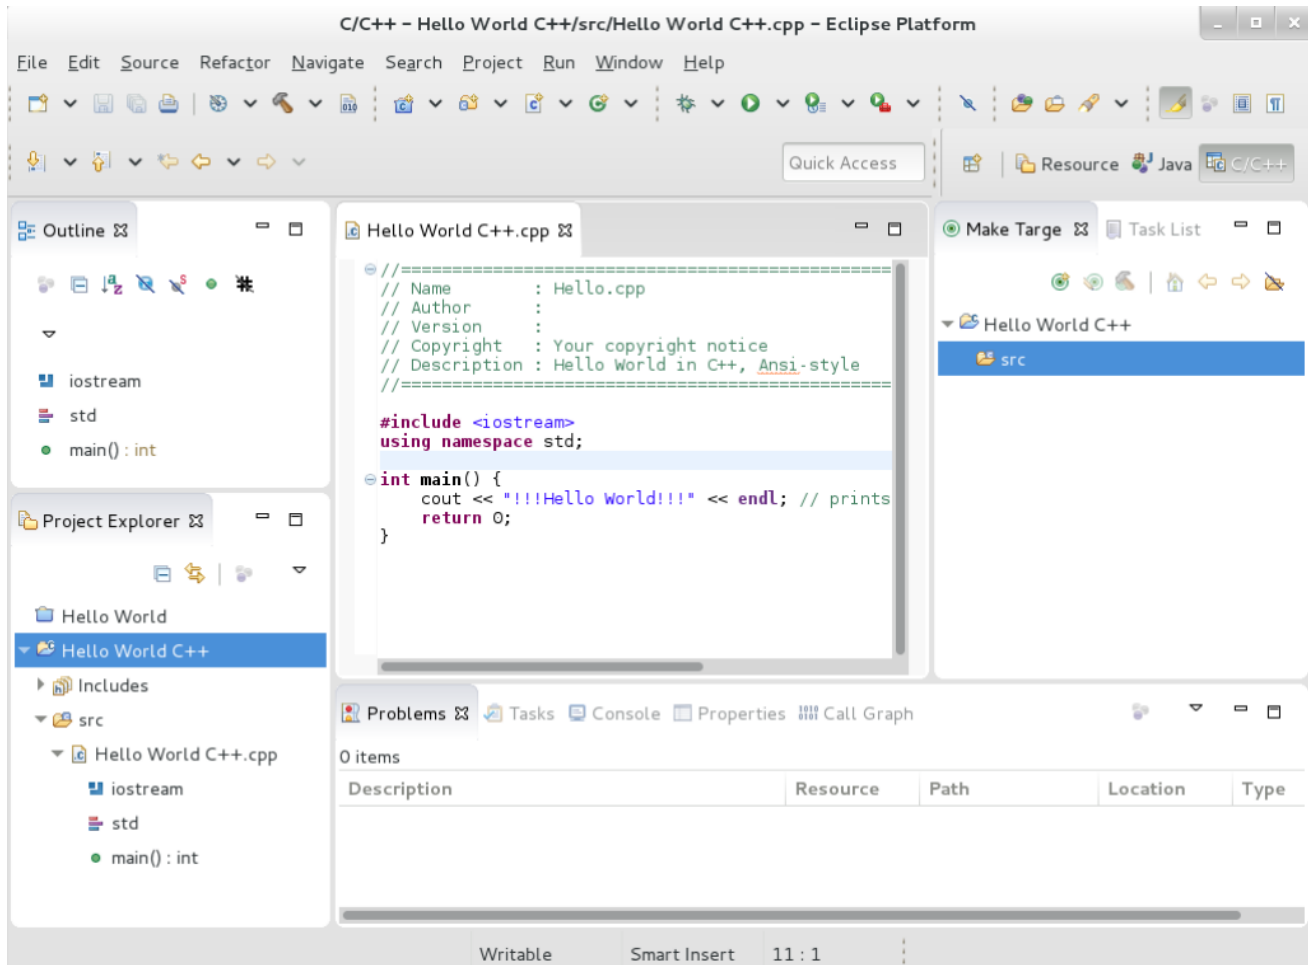 C/C++ – Hello World C++/src/Hello World C++.cpp – Eclipse Platform
File Edit Source Refactor Navigate Search Project Run Window Help
Quick Access
Resource Java C/C++
Outline
iostream
std
main() : int
Project Explorer
Hello World
Hello World C++
Includes
src
Hello World C++.cpp
iostream
std
main() : int
Hello World C++.cpp
//================================================
// Name        : Hello.cpp
// Author      :
// Version     :
// Copyright   : Your copyright notice
// Description : Hello World in C++, Ansi-style
//================================================
#include <iostream>
using namespace std;
int main() {
    cout << "!!!Hello World!!!" << endl; // prints
    return 0;
}
Make Targe Task List
Hello World C++
src
Problems Tasks Console Properties Call Graph
0 items
Description Resource Path Location Type
Writable Smart Insert 11 : 1